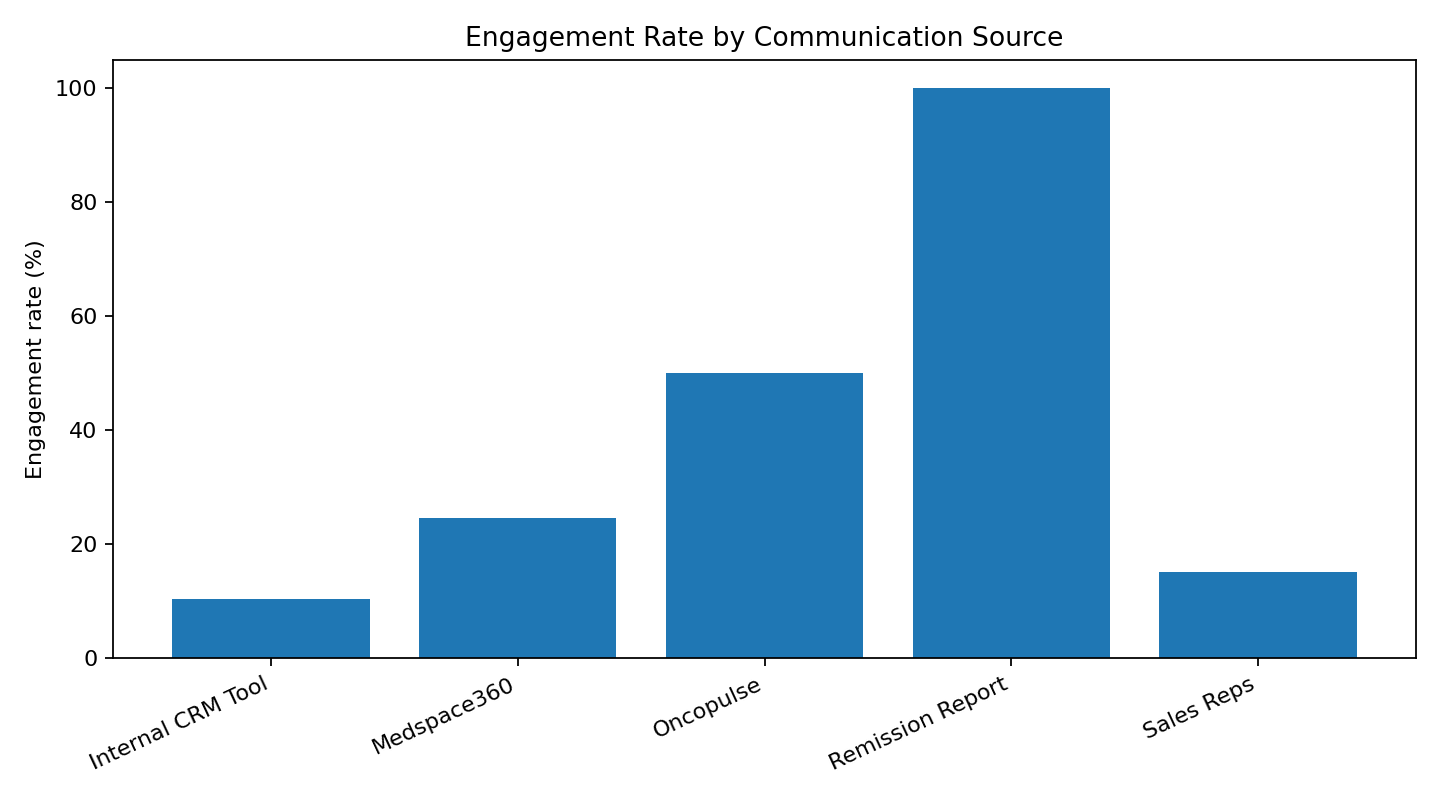 Engagement Rate by Communication Source
Engagement rate (%)
100
80
60
40
20
0
Internal CRM Tool
Medspace360
Oncopulse
Remission Report
Sales Reps